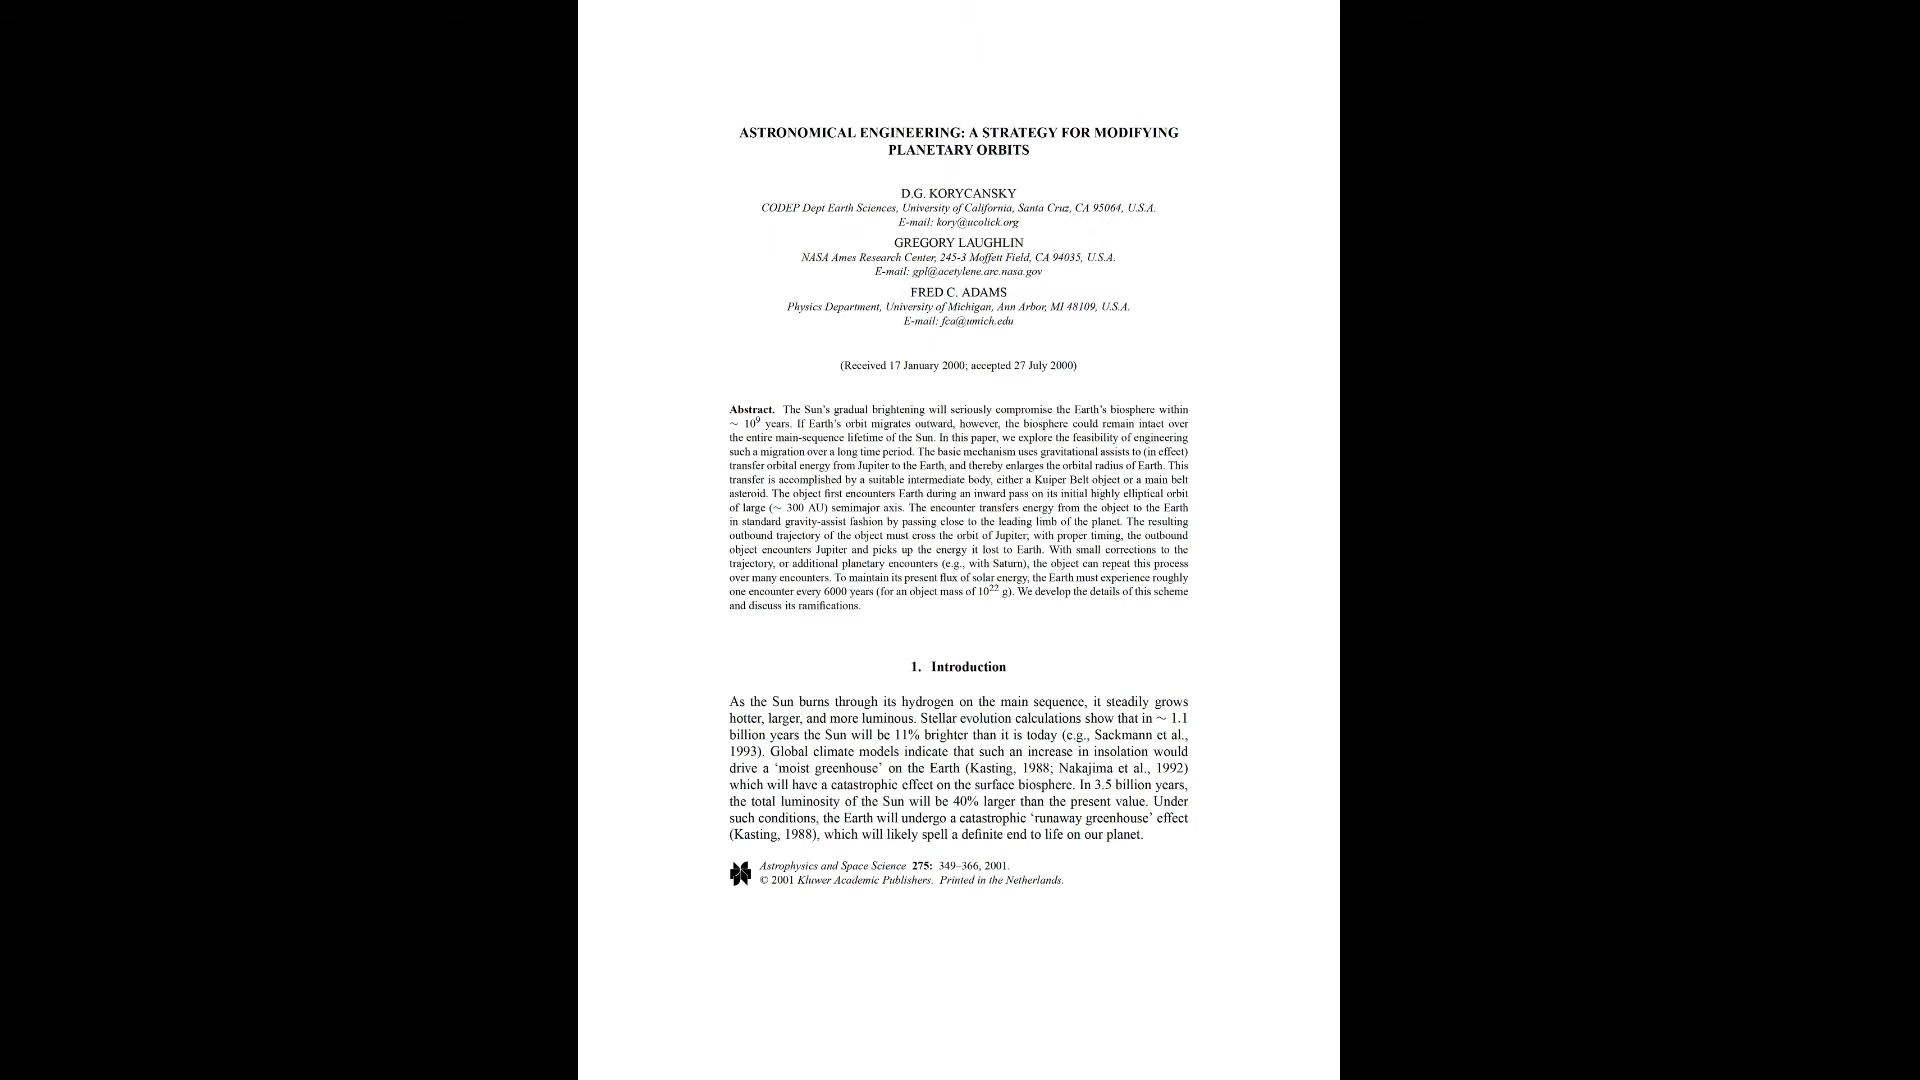 ASTRONOMICAL ENGINEERING: A STRATEGY FOR MODIFYING
PLANETARY ORBITS
D.G. KORYCANSKY
CODEP Dept Earth Sciences, University of California, Santa Cruz, CA 95064, U.S.A.
E-mail: kory@ucolick.org
GREGORY LAUGHLIN
NASA Ames Research Center, 245-3 Moffett Field, CA 94035, U.S.A.
E-mail: gpl@acetylene.arc.nasa.gov
FRED C. ADAMS
Physics Department, University of Michigan, Ann Arbor, MI 48109, U.S.A.
E-mail: fca@umich.edu
(Received 17 January 2000; accepted 27 July 2000)
Abstract. The Sun's gradual brightening will seriously compromise the Earth's biosphere within
~ 10⁹ years. If Earth's orbit migrates outward, however, the biosphere could remain intact over
the entire main-sequence lifetime of the Sun. In this paper, we explore the feasibility of engineering
such a migration over a long time period. The basic mechanism uses gravitational assists to (in effect)
transfer orbital energy from Jupiter to the Earth, and thereby enlarges the orbital radius of Earth. This
transfer is accomplished by a suitable intermediate body, either a Kuiper Belt object or a main belt
asteroid. The object first encounters Earth during an inward pass on its initial highly elliptical orbit
of large (~ 300 AU) semimajor axis. The encounter transfers energy from the object to the Earth
in standard gravity-assist fashion by passing close to the leading limb of the planet. The resulting
outbound trajectory of the object must cross the orbit of Jupiter; with proper timing, the outbound
object encounters Jupiter and picks up the energy it lost to Earth. With small corrections to the
trajectory, or additional planetary encounters (e.g., with Saturn), the object can repeat this process
over many encounters. To maintain its present flux of solar energy, the Earth must experience roughly
one encounter every 6000 years (for an object mass of 10²² g). We develop the details of this scheme
and discuss its ramifications.
1. Introduction
As the Sun burns through its hydrogen on the main sequence, it steadily grows
hotter, larger, and more luminous. Stellar evolution calculations show that in ~ 1.1
billion years the Sun will be 11% brighter than it is today (e.g., Sackmann et al.,
1993). Global climate models indicate that such an increase in insolation would
drive a 'moist greenhouse' on the Earth (Kasting, 1988; Nakajima et al., 1992)
which will have a catastrophic effect on the surface biosphere. In 3.5 billion years,
the total luminosity of the Sun will be 40% larger than the present value. Under
such conditions, the Earth will undergo a catastrophic 'runaway greenhouse' effect
(Kasting, 1988), which will likely spell a definite end to life on our planet.
Astrophysics and Space Science 275: 349–366, 2001.
© 2001 Kluwer Academic Publishers. Printed in the Netherlands.